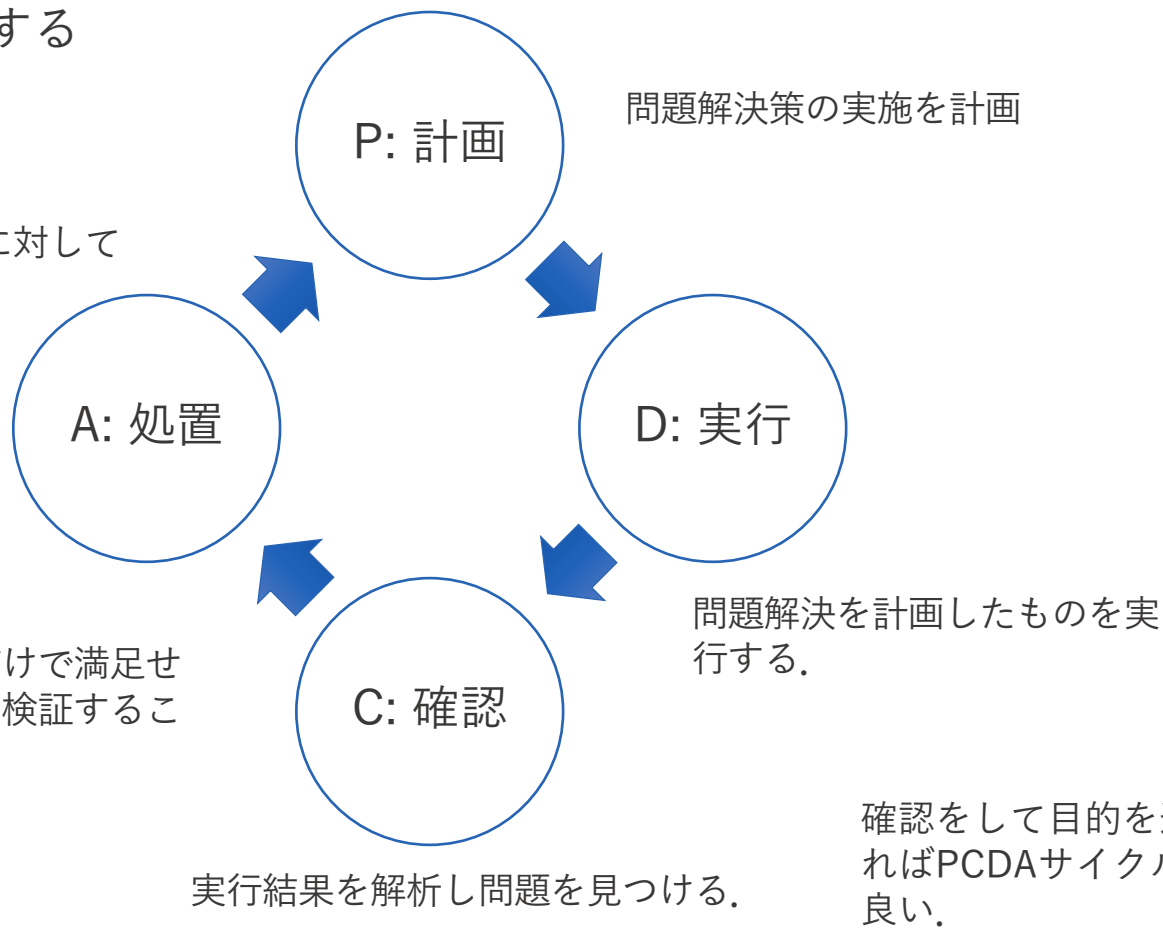 する
P: 計画
問題解決策の実施を計画
に対して
A: 処置
D: 実行
問題解決を計画したものを実
行する．
だけで満足せ
検証するこ
C: 確認
実行結果を解析し問題を見つける．
確認をして目的を
ればPCDAサイクル
良い．